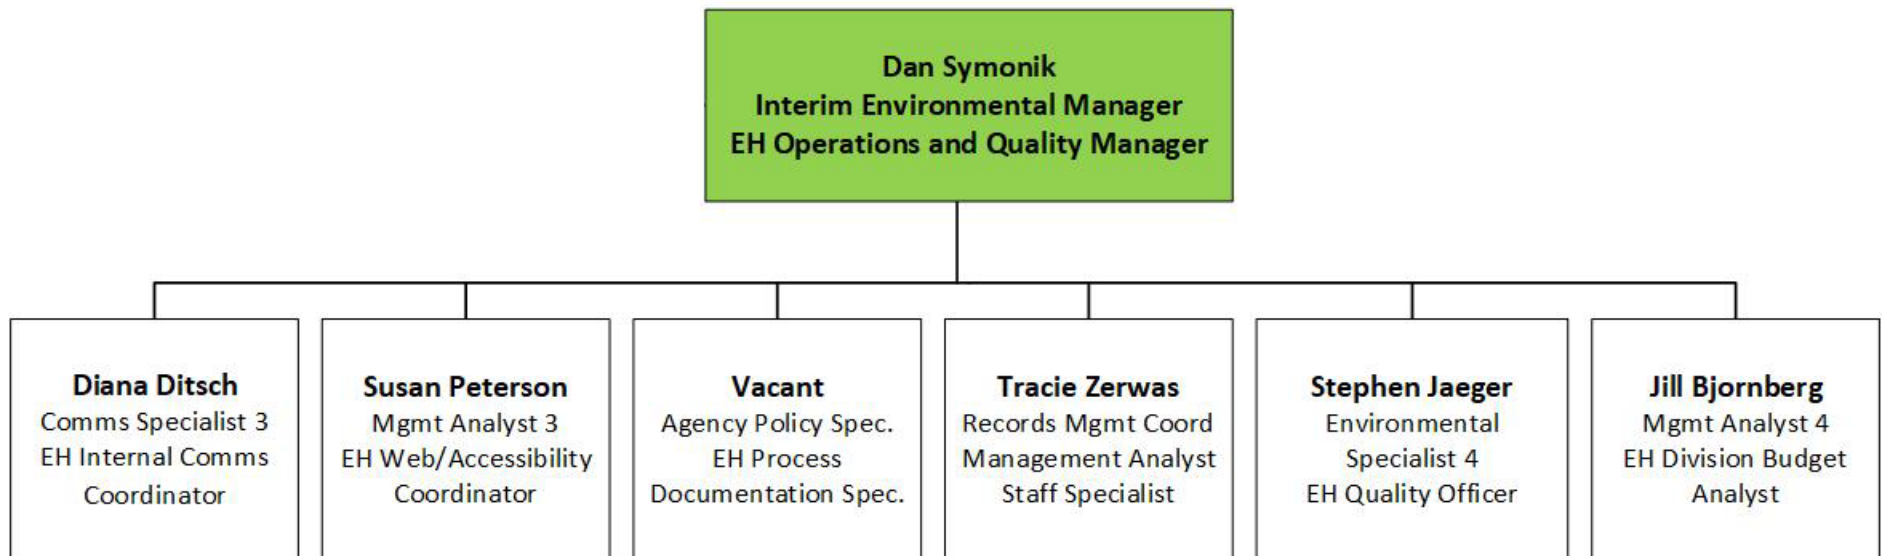 Dan Symonik
Interim Environmental Manager
EH Operations and Quality Manager
Diana Ditsch
Comms Specialist 3
EH Internal Comms
Coordinator
Susan Peterson
Mgmt Analyst 3
EH Web/Accessibility
Coordinator
Vacant
Agency Policy Spec.
EH Process
Documentation Spec.
Tracie Zerwas
Records Mgmt Coord
Management Analyst
Staff Specialist
Stephen Jaeger
Environmental
Specialist 4
EH Quality Officer
Jill Bjornberg
Mgmt Analyst 4
EH Division Budget
Analyst